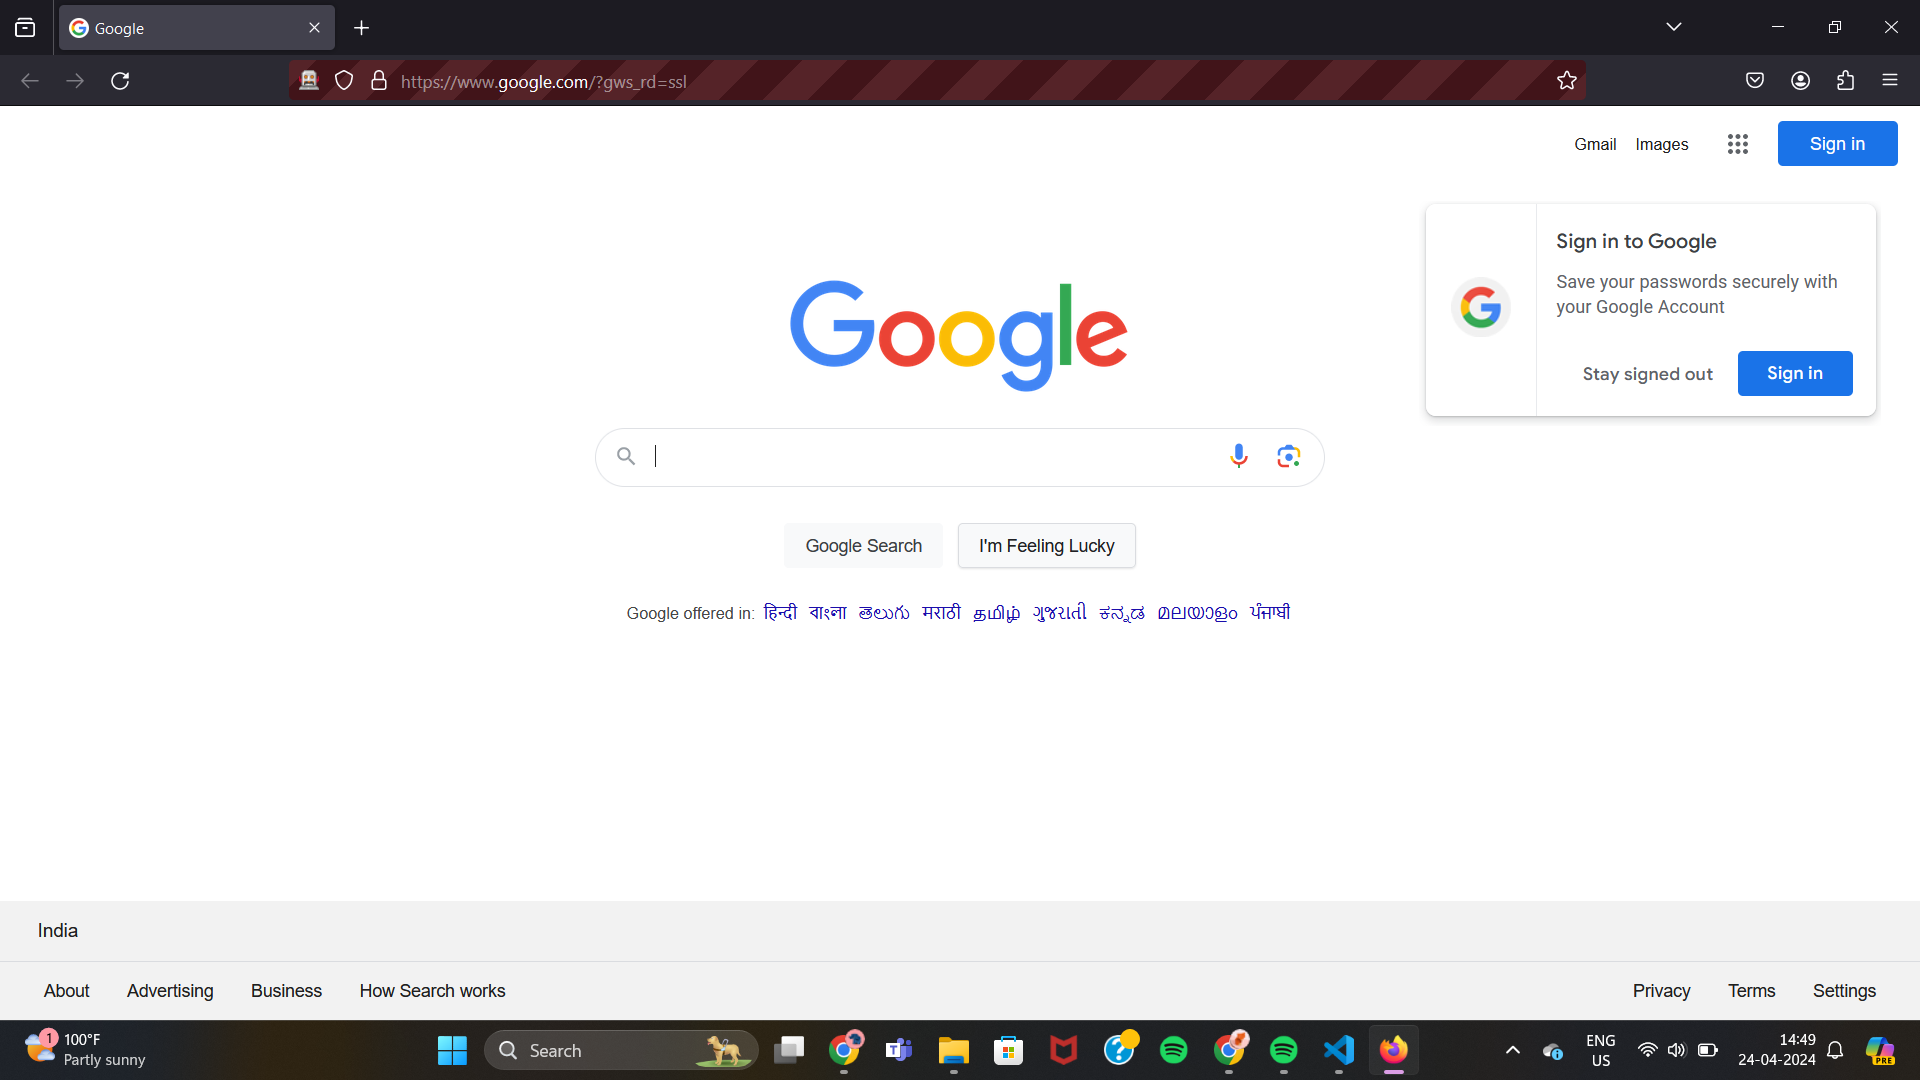 Google
https://www.google.com/?gws_rd=ssl
Gmail Images Sign in
Sign in to Google
Save your passwords securely with
your Google Account
Stay signed out Sign in
Google
Google Search I'm Feeling Lucky
Google offered in: हिन्दी বাংলা తెలుగు मराठी தமிழ் ગુજરાતી ಕನ್ನಡ മലയാളം ਪੰਜਾਬੀ
India
About Advertising Business How Search works Privacy Terms Settings
1 100°F
Partly sunny
Search
ENG
US
14:49
24-04-2024
PRE